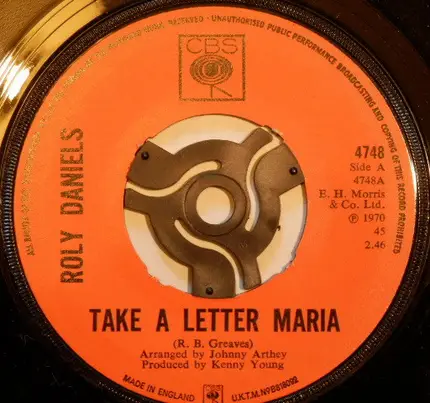 UNAUTHORISED PUBLIC PERFORMANCE BROADCASTING AND COPYING OF THIS RECORD PROHIBITED
CBS
ROLY DANIELS
4748
Side A
4748A
E. H. Morris
& Co. Ltd.
℗ 1970
45
2.46
TAKE A LETTER MARIA
(R. B. Greaves)
Arranged by Johnny Arthey
Produced by Kenny Young
MADE IN ENGLAND